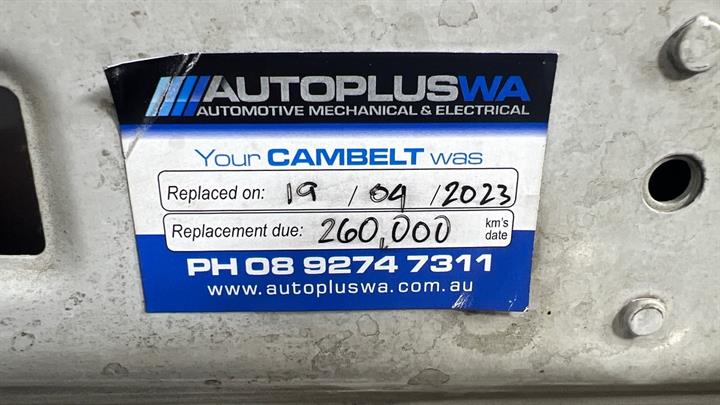 AUTOPLUSWA
AUTOMOTIVE MECHANICAL & ELECTRICAL
Your CAMBELT was
Replaced on: 19 / 04 / 2023
Replacement due: 260,000 km's date
PH 08 9274 7311
www.autopluswa.com.au